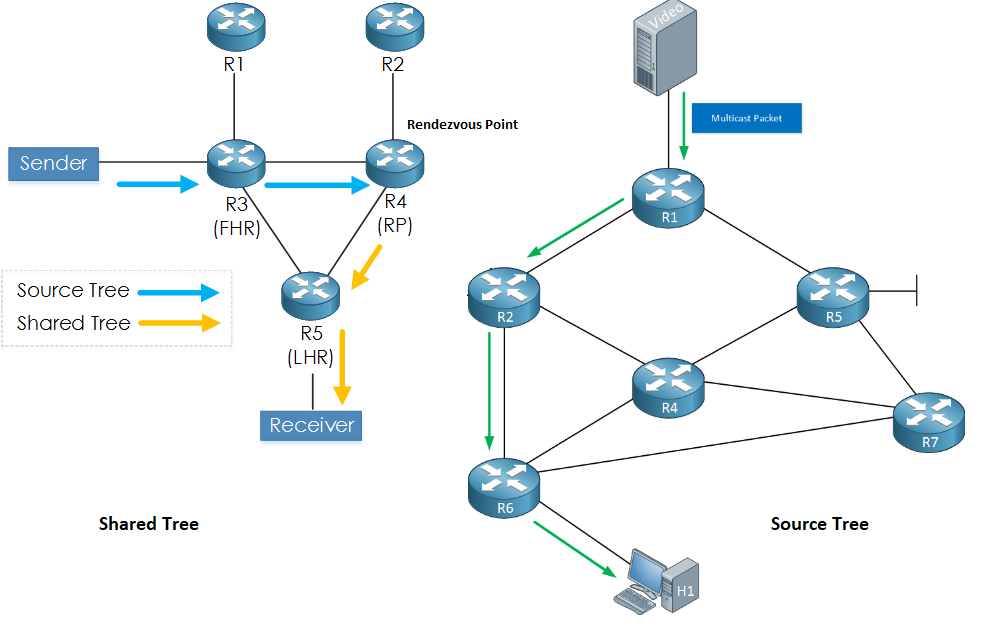 R1
R2
Rendezvous Point
Sender
R3
(FHR)
R4
(RP)
Source Tree
Shared Tree
R5
(LHR)
Receiver
Shared Tree
Video
Multicast Packet
R1
R2
R5
R4
R7
R6
H1
Source Tree